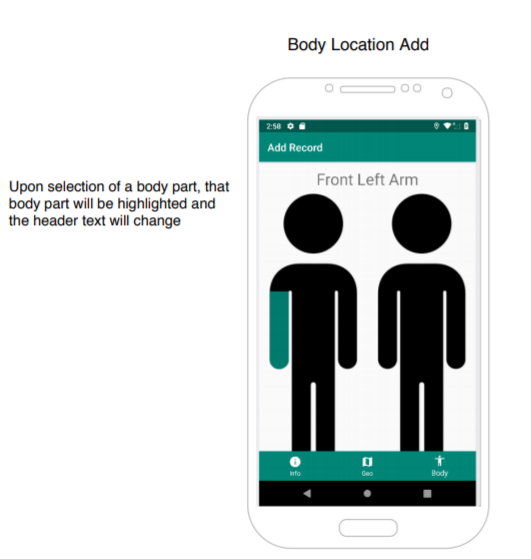 Body Location Add
2:58
Add Record
Front Left Arm
Upon selection of a body part, that
body part will be highlighted and
the header text will change
Info
Geo
Body